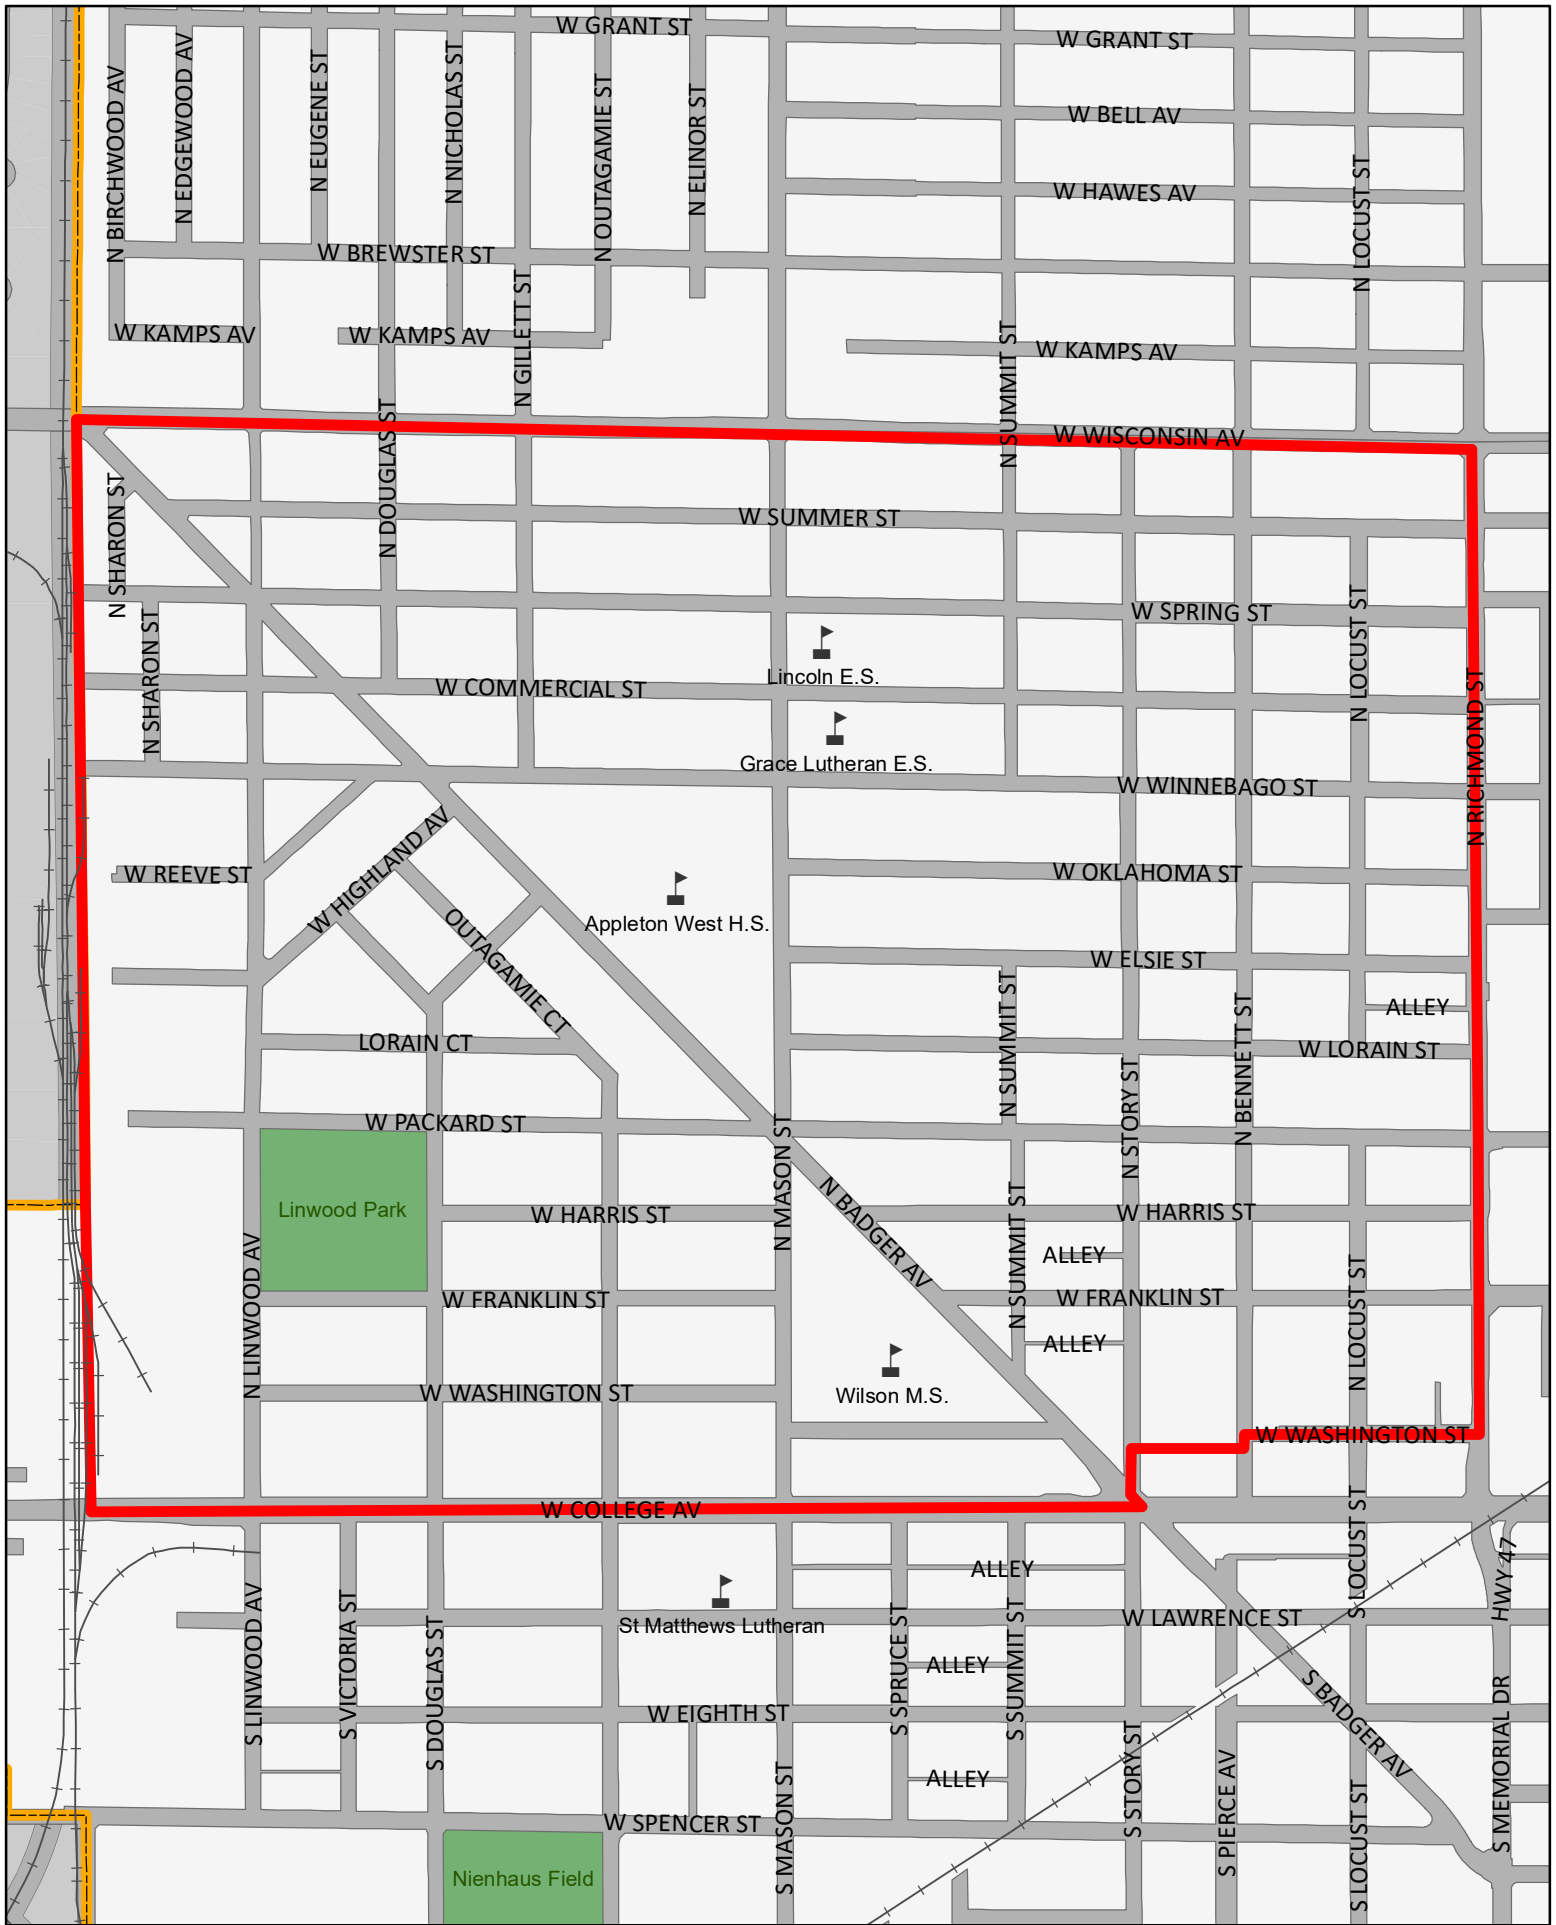 W GRANT ST
W GRANT ST
N BIRCHWOOD AV
N EDGEWOOD AV
N EUGENE ST
N NICHOLAS ST
N OUTAGAMIE ST
N ELINOR ST
W BELL AV
W HAWES AV
N LOCUST ST
W BREWSTER ST
N GILLETT ST
W KAMPS AV
W KAMPS AV
W KAMPS AV
N SUMMIT ST
W WISCONSIN AV
N DOUGLAS ST
N SHARON ST
W SUMMER ST
W SPRING ST
N LOCUST ST
N SHARON ST
Lincoln E.S.
W COMMERCIAL ST
N RICHMOND ST
Grace Lutheran E.S.
W WINNEBAGO ST
W REEVE ST
W HIGHLAND AV
W OKLAHOMA ST
Appleton West H.S.
OUTAGAMIE CT
W ELSIE ST
N SUMMIT ST
ALLEY
N BENNETT ST
LORAIN CT
W LORAIN ST
N STORY ST
W PACKARD ST
N MASON ST
Linwood Park
W HARRIS ST
N BADGER AV
W HARRIS ST
N SUMMIT ST
ALLEY
N LINWOOD AV
W FRANKLIN ST
W FRANKLIN ST
N LOCUST ST
ALLEY
W WASHINGTON ST
Wilson M.S.
W WASHINGTON ST
W COLLEGE AV
S LOCUST ST
HWY 47
ALLEY
S LINWOOD AV
S VICTORIA ST
S DOUGLAS ST
St Matthews Lutheran
S SPRUCE ST
S SUMMIT ST
W LAWRENCE ST
ALLEY
S BADGER AV
W EIGHTH ST
S MEMORIAL DR
ALLEY
S STORY ST
S PIERCE AV
S LOCUST ST
S MASON ST
W SPENCER ST
Nienhaus Field